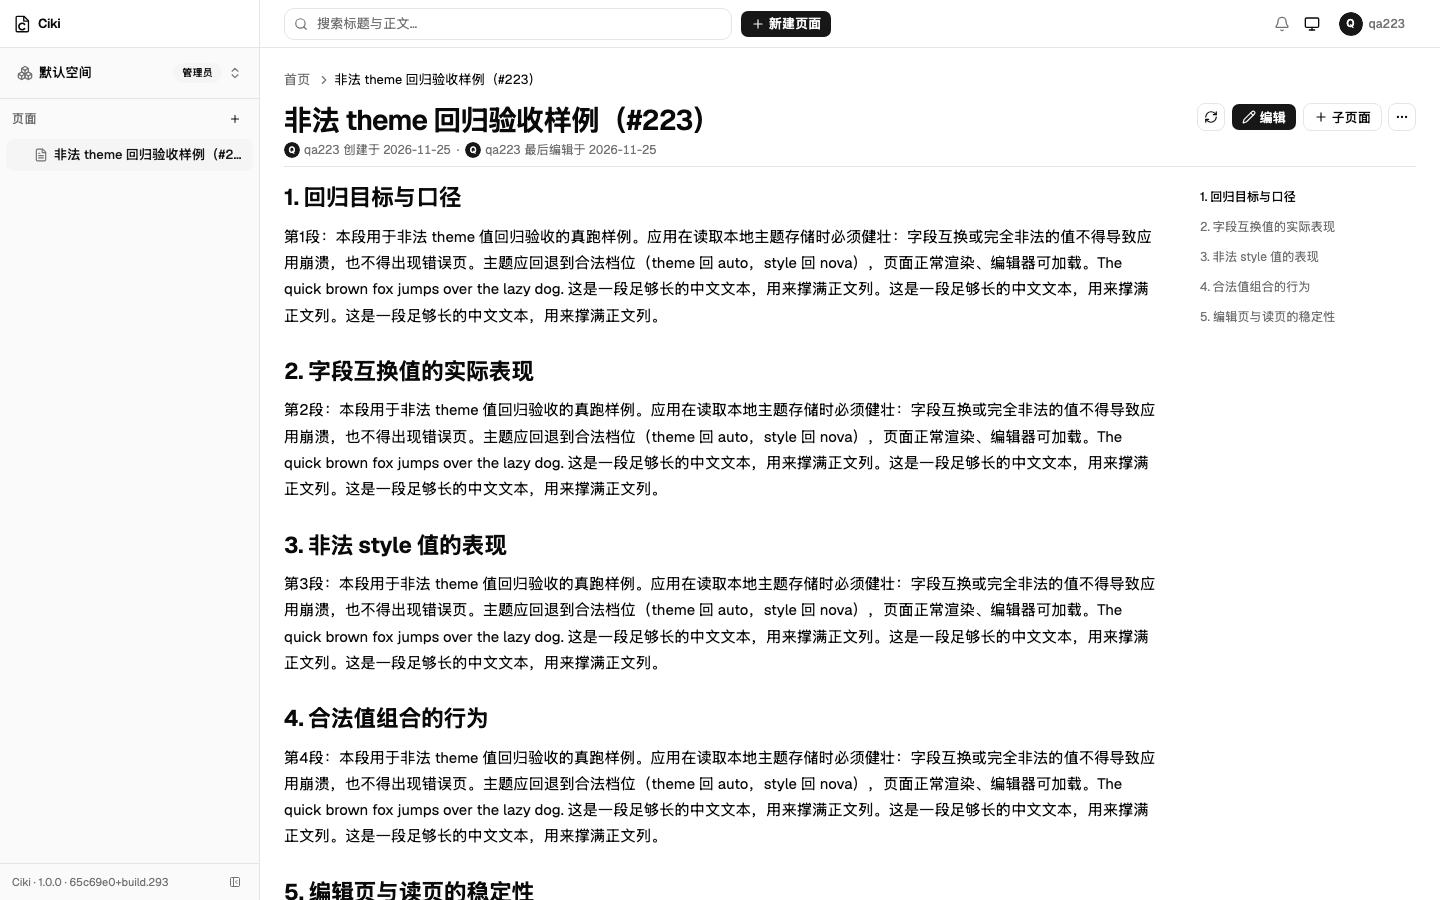 Ciki
搜索标题与正文...
新建页面
Q qa223
默认空间
管理员
页面
非法 theme 回归验收样例（#2...
首页 > 非法 theme 回归验收样例（#223）
非法 theme 回归验收样例（#223）
编辑
子页面
Q qa223 创建于 2026-11-25 · Q qa223 最后编辑于 2026-11-25
1. 回归目标与口径
第1段：本段用于非法 theme 值回归验收的真跑样例。应用在读取本地主题存储时必须健壮：字段互换或完全非法的值不得导致应
用崩溃，也不得出现错误页。主题应回退到合法档位（theme 回 auto，style 回 nova），页面正常渲染、编辑器可加载。The
quick brown fox jumps over the lazy dog. 这是一段足够长的中文文本，用来撑满正文列。这是一段足够长的中文文本，用来撑满
正文列。这是一段足够长的中文文本，用来撑满正文列。
2. 字段互换值的实际表现
第2段：本段用于非法 theme 值回归验收的真跑样例。应用在读取本地主题存储时必须健壮：字段互换或完全非法的值不得导致应
用崩溃，也不得出现错误页。主题应回退到合法档位（theme 回 auto，style 回 nova），页面正常渲染、编辑器可加载。The
quick brown fox jumps over the lazy dog. 这是一段足够长的中文文本，用来撑满正文列。这是一段足够长的中文文本，用来撑满
正文列。这是一段足够长的中文文本，用来撑满正文列。
3. 非法 style 值的表现
第3段：本段用于非法 theme 值回归验收的真跑样例。应用在读取本地主题存储时必须健壮：字段互换或完全非法的值不得导致应
用崩溃，也不得出现错误页。主题应回退到合法档位（theme 回 auto，style 回 nova），页面正常渲染、编辑器可加载。The
quick brown fox jumps over the lazy dog. 这是一段足够长的中文文本，用来撑满正文列。这是一段足够长的中文文本，用来撑满
正文列。这是一段足够长的中文文本，用来撑满正文列。
4. 合法值组合的行为
第4段：本段用于非法 theme 值回归验收的真跑样例。应用在读取本地主题存储时必须健壮：字段互换或完全非法的值不得导致应
用崩溃，也不得出现错误页。主题应回退到合法档位（theme 回 auto，style 回 nova），页面正常渲染、编辑器可加载。The
quick brown fox jumps over the lazy dog. 这是一段足够长的中文文本，用来撑满正文列。这是一段足够长的中文文本，用来撑满
正文列。这是一段足够长的中文文本，用来撑满正文列。
5. 编辑页与读页的稳定性
1. 回归目标与口径
2. 字段互换值的实际表现
3. 非法 style 值的表现
4. 合法值组合的行为
5. 编辑页与读页的稳定性
Ciki · 1.0.0 · 65c69e0+build.293